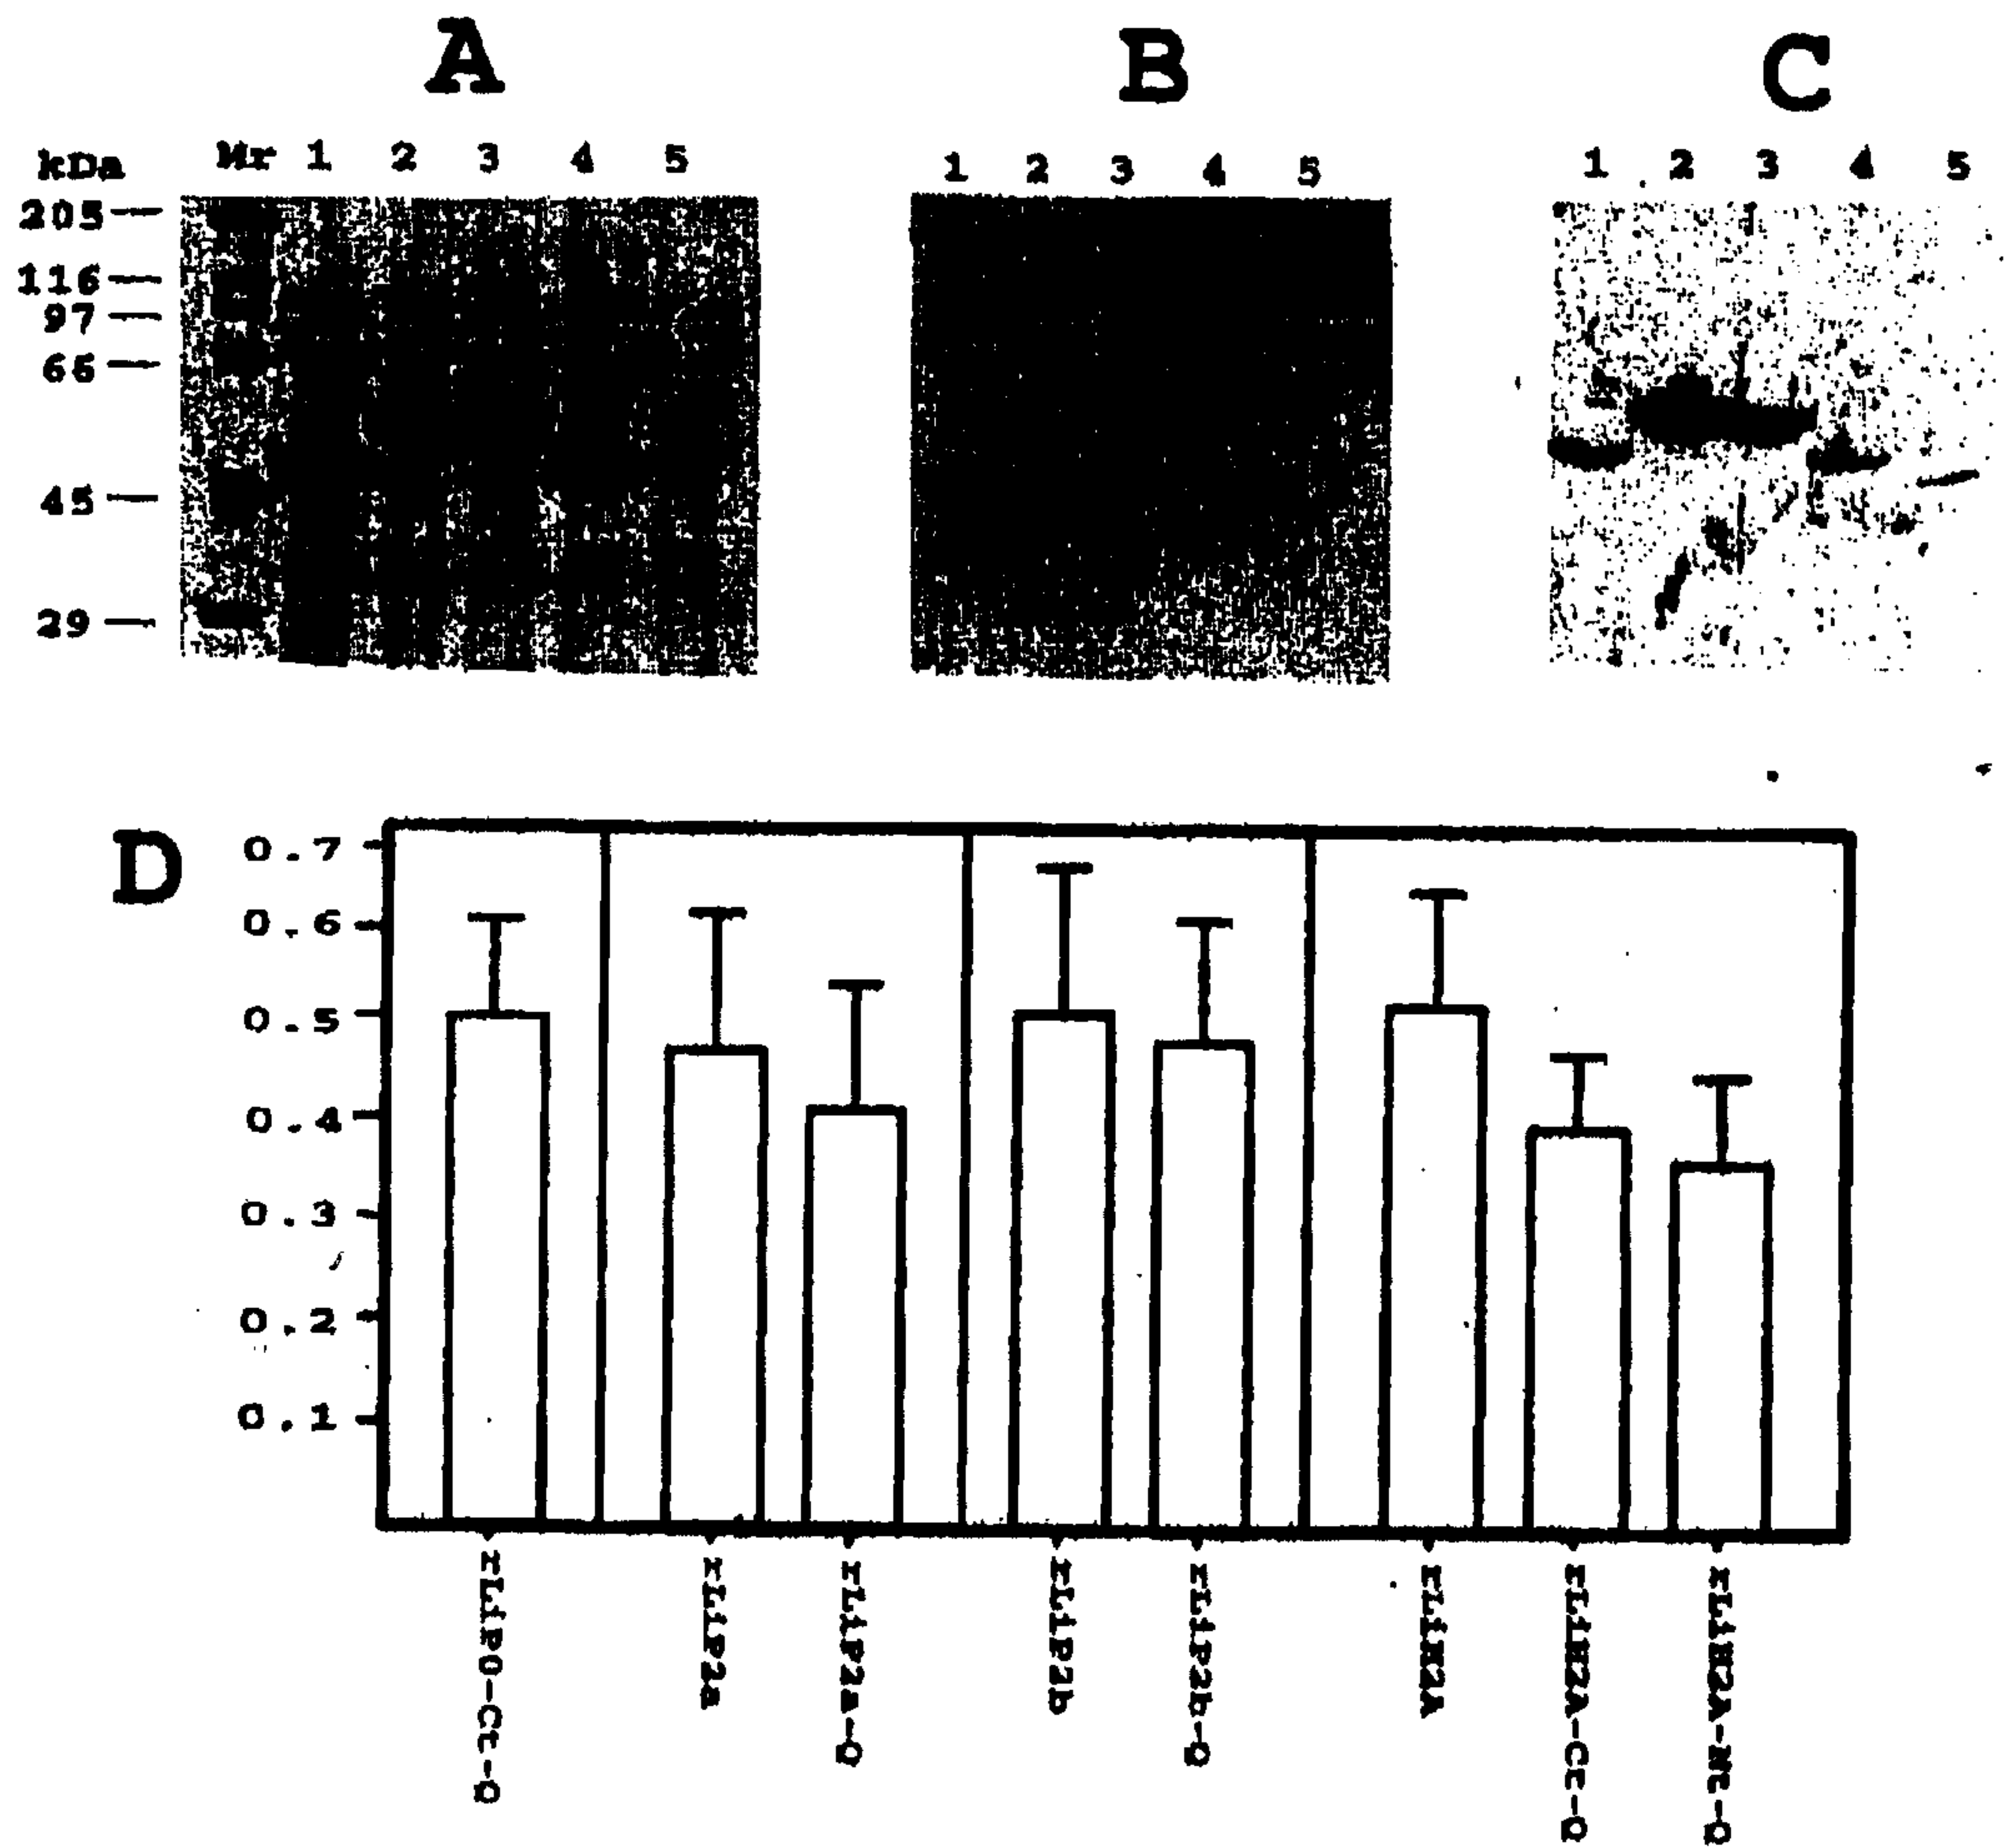 A
B
C
kDa Mr 1 2 3 4 5
1 2 3 4 5
1 2 3 4 5
205
116
97
66
45
29
D
0.7
0.6
0.5
0.4
0.3
0.2
0.1
rLiP0-Ct-Q
rLiP2a
rLiP2a-Q
rLiP2b
rLiP2b-Q
rLiH2A
rLiH2A-Ct-Q
rLiH2A-Nt-Q